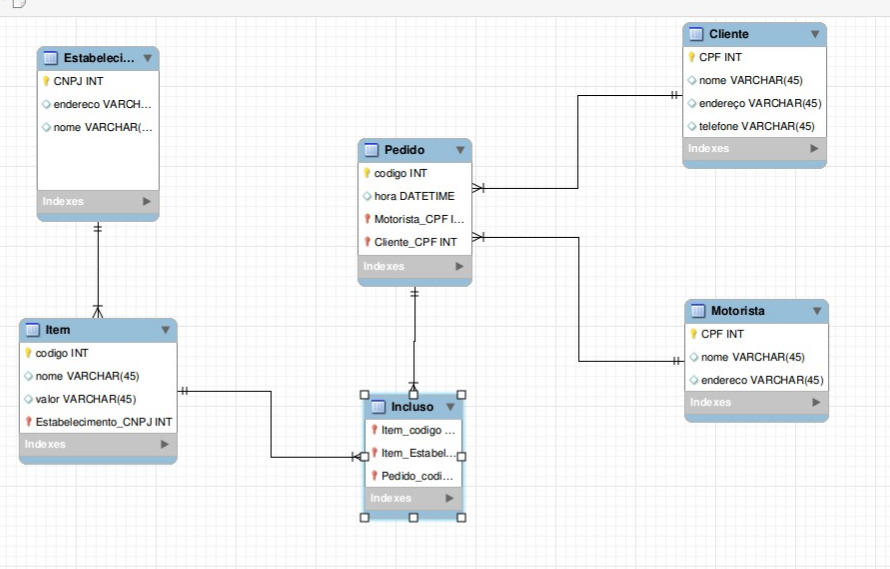 Estabeleci...
CNPJ INT
endereco VARCH...
nome VARCHAR(...
Indexes
Item
codigo INT
nome VARCHAR(45)
valor VARCHAR(45)
Estabelecimento_CNPJ INT
Indexes
Pedido
codigo INT
hora DATETIME
Motorista_CPF I...
Cliente_CPF INT
Indexes
Incluso
Item_codigo ...
Item_Estabel...
Pedido_codi...
Indexes
Cliente
CPF INT
nome VARCHAR(45)
endereço VARCHAR(45)
telefone VARCHAR(45)
Indexes
Motorista
CPF INT
nome VARCHAR(45)
endereco VARCHAR(45)
Indexes